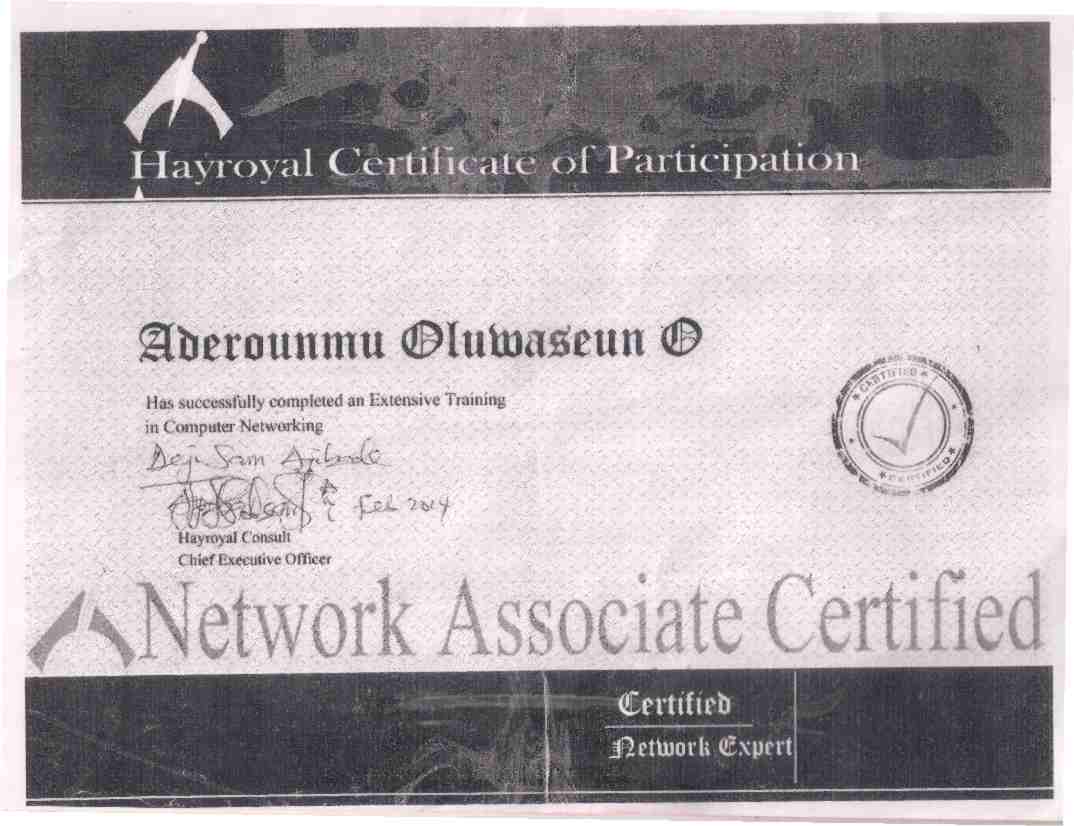 Hayroyal Certificate of Participation
Aderounmu Oluwaseun O
Has successfully completed an Extensive Training
in Computer Networking
Deji Sam Ajibade
Feb 2014
Hayroyal Consult
Chief Executive Officer
CERTIFIED
CERTIFIED
Network Associate Certified
Certified
Network Expert